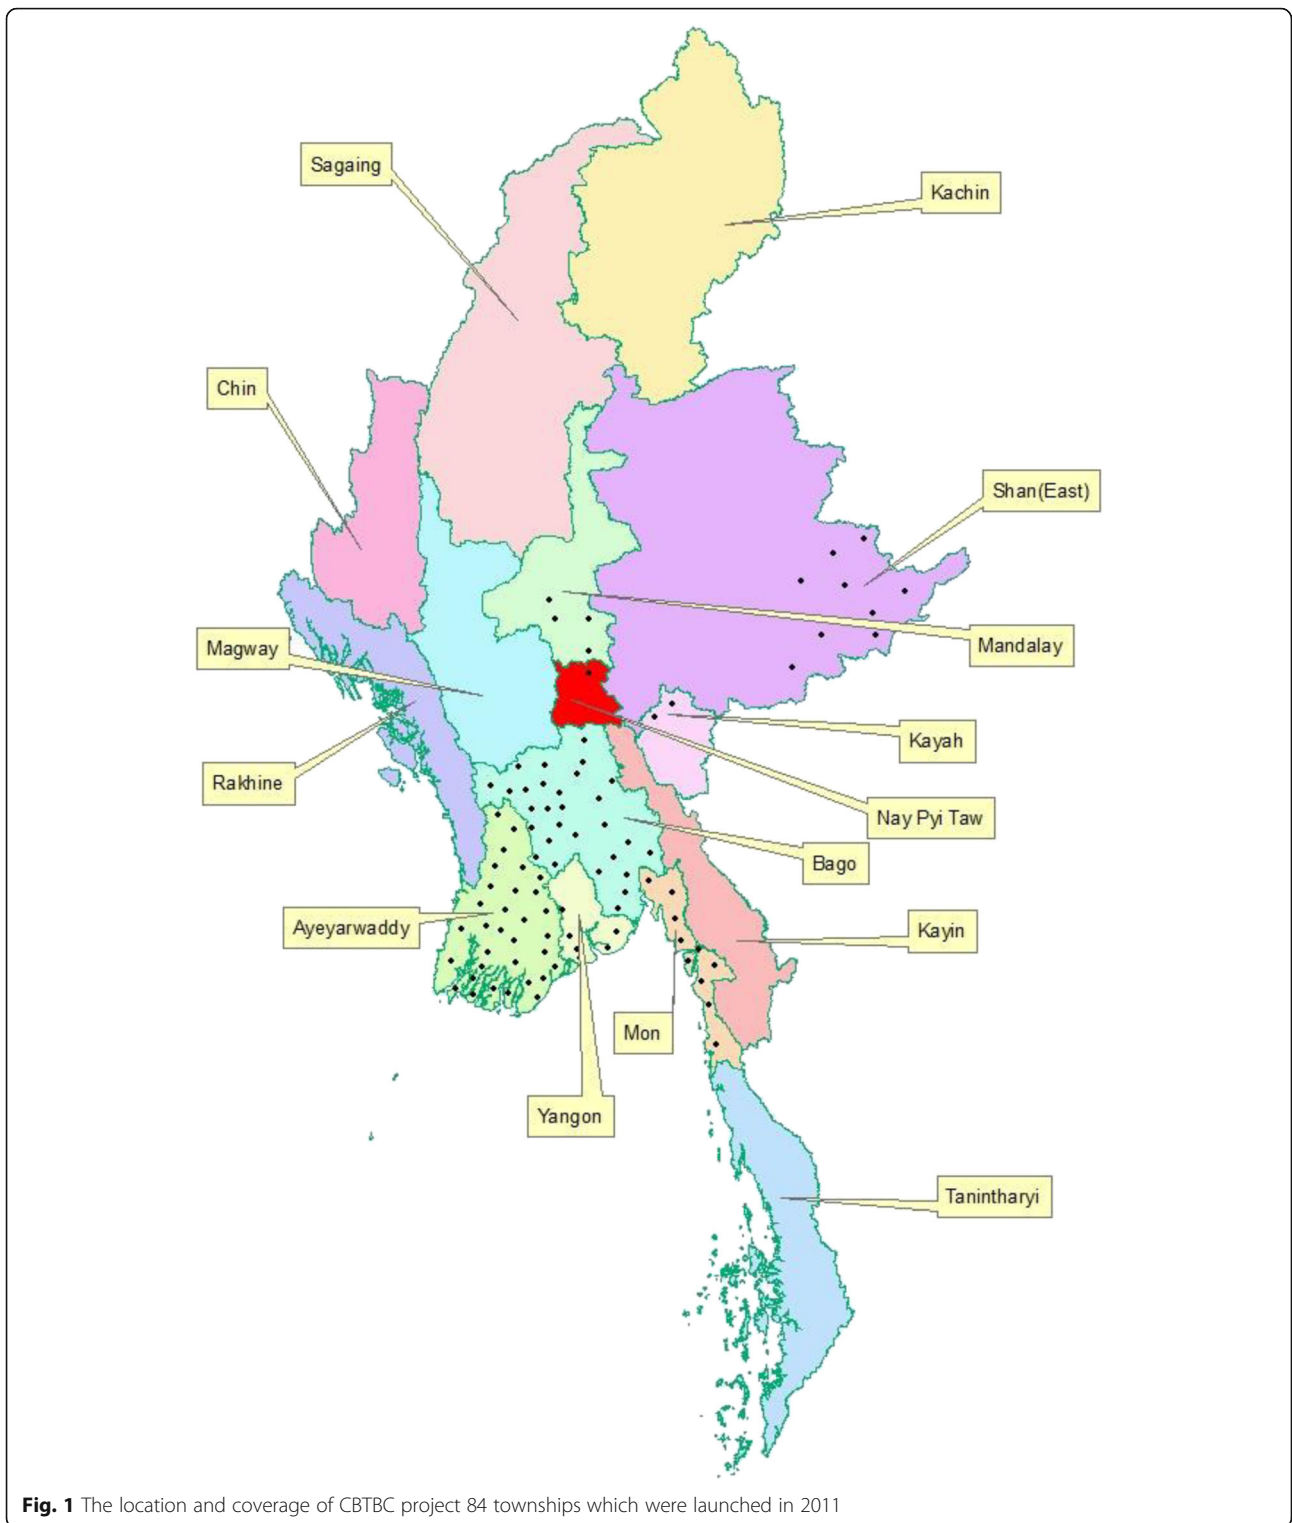 Sagaing
Kachin
Chin
Shan(East)
Magway
Mandalay
Kayah
Rakhine
Nay Pyi Taw
Bago
Ayeyarwaddy
Kayin
Mon
Yangon
Tanintharyi
Fig. 1 The location and coverage of CBTBC project 84 townships which were launched in 2011